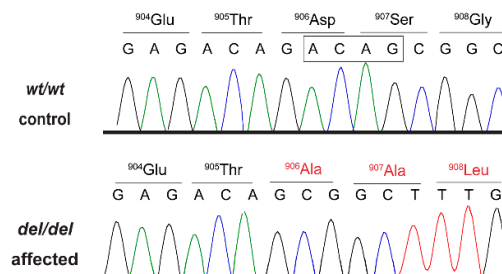 904Glu 905Thr 906Asp 907Ser 908Gly
G A G A C A G A C A G C G G C
wt/wt
control
904Glu 905Thr 906Ala 907Ala 908Leu
G A G A C A G C G G C T T T G
del/del
affected